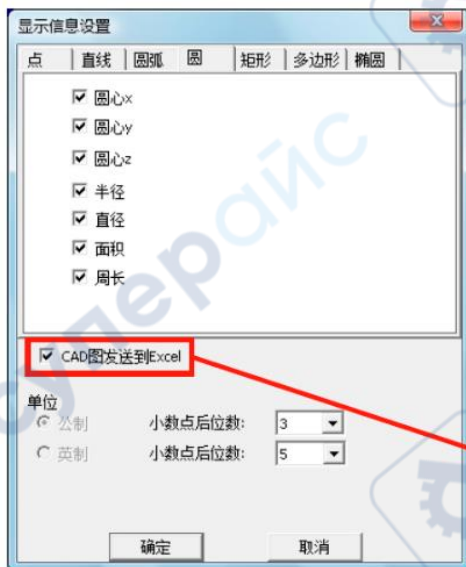 显示信息设置
点 直线 圆弧 圆 矩形 多边形 椭圆
圆心x
圆心y
圆心z
半径
直径
面积
周长
CAD图发送到Excel
单位
公制 小数点后位数: 3
英制 小数点后位数: 5
确定 取消
суперайс